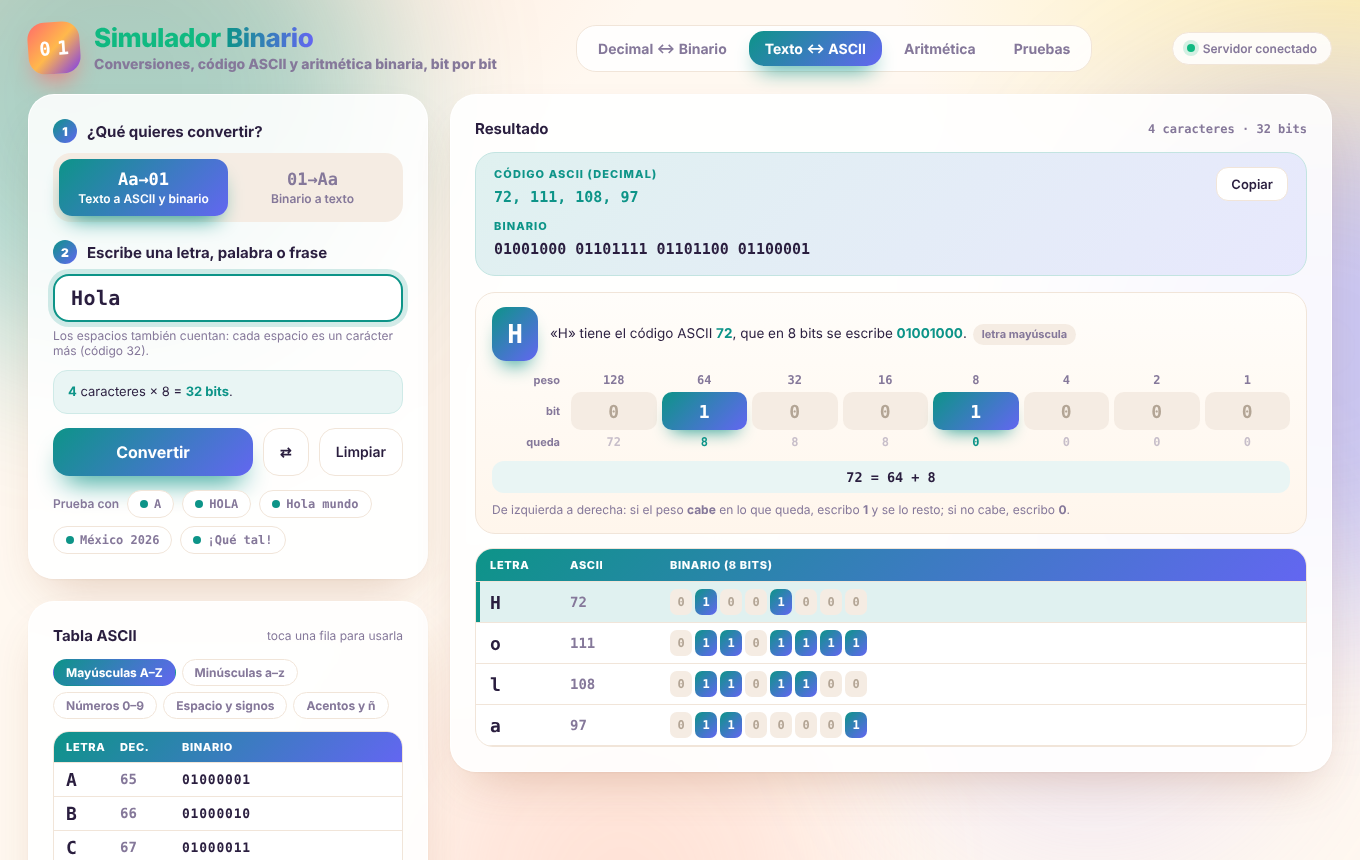 01
Simulador Binario
Conversiones, código ASCII y aritmética binaria, bit por bit
Decimal ↔ Binario
Texto ↔ ASCII
Aritmética
Pruebas
Servidor conectado
1 ¿Qué quieres convertir?
Aa→01
Texto a ASCII y binario
01→Aa
Binario a texto
2 Escribe una letra, palabra o frase
Hola
Los espacios también cuentan: cada espacio es un carácter
más (código 32).
4 caracteres × 8 = 32 bits.
Convertir
⇄
Limpiar
Prueba con A HOLA Hola mundo
México 2026 ¡Qué tal!
Tabla ASCII
toca una fila para usarla
Mayúsculas A–Z Minúsculas a–z
Números 0–9 Espacio y signos Acentos y ñ
LETRA DEC. BINARIO
A 65 01000001
B 66 01000010
C 67 01000011
Resultado
4 caracteres · 32 bits
CÓDIGO ASCII (DECIMAL)
72, 111, 108, 97
Copiar
BINARIO
01001000 01101111 01101100 01100001
H «H» tiene el código ASCII 72, que en 8 bits se escribe 01001000. letra mayúscula
peso 128 64 32 16 8 4 2 1
bit 0 1 0 0 1 0 0 0
queda 72 8 8 8 0 0 0 0
72 = 64 + 8
De izquierda a derecha: si el peso cabe en lo que queda, escribo 1 y se lo resto; si no cabe, escribo 0.
LETRA ASCII BINARIO (8 BITS)
H 72 0 1 0 0 1 0 0 0
o 111 0 1 1 0 1 1 1 1
l 108 0 1 1 0 1 1 0 0
a 97 0 1 1 0 0 0 0 1